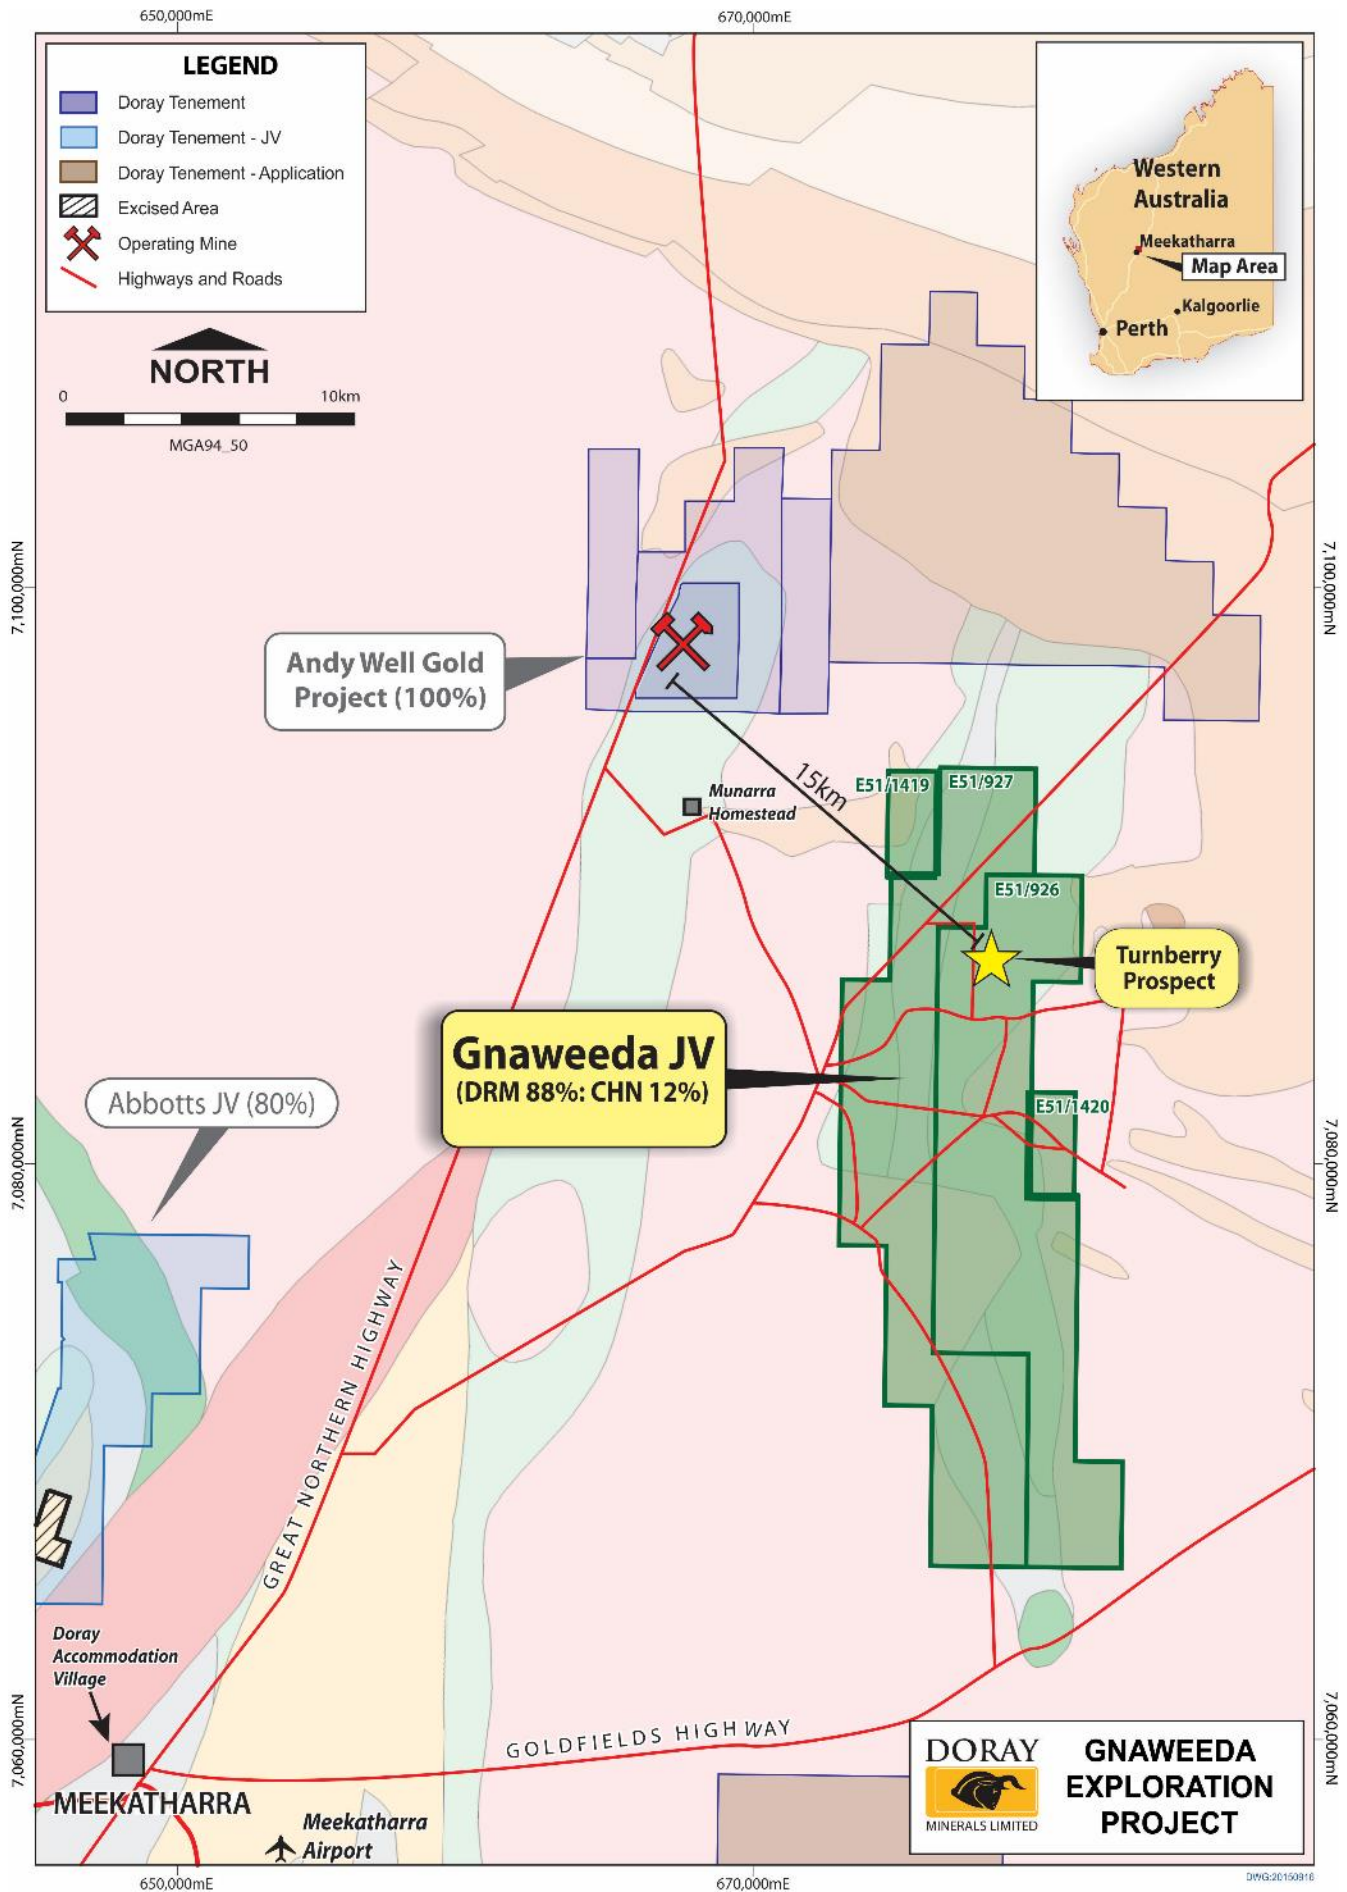 650,000mE
670,000mE
LEGEND
Doray Tenement
Doray Tenement - JV
Doray Tenement - Application
Excised Area
Operating Mine
Highways and Roads
NORTH
0
10km
MGA94_50
Western
Australia
Meekatharra
Map Area
Kalgoorlie
Perth
7,100,000mN
7,100,000mN
Andy Well Gold
Project (100%)
15km
Munarra
Homestead
E51/1419
E51/927
E51/926
Turnberry
Prospect
Gnaweeda JV
(DRM 88%: CHN 12%)
Abbotts JV (80%)
E51/1420
7,080,000mN
7,080,000mN
GREAT NORTHERN HIGHWAY
Doray
Accommodation
Village
7,060,000mN
7,060,000mN
GOLDFIELDS HIGHWAY
MEEKATHARRA
Meekatharra
Airport
DORAY
MINERALS LIMITED
GNAWEEDA
EXPLORATION
PROJECT
650,000mE
670,000mE
DWG:20150916